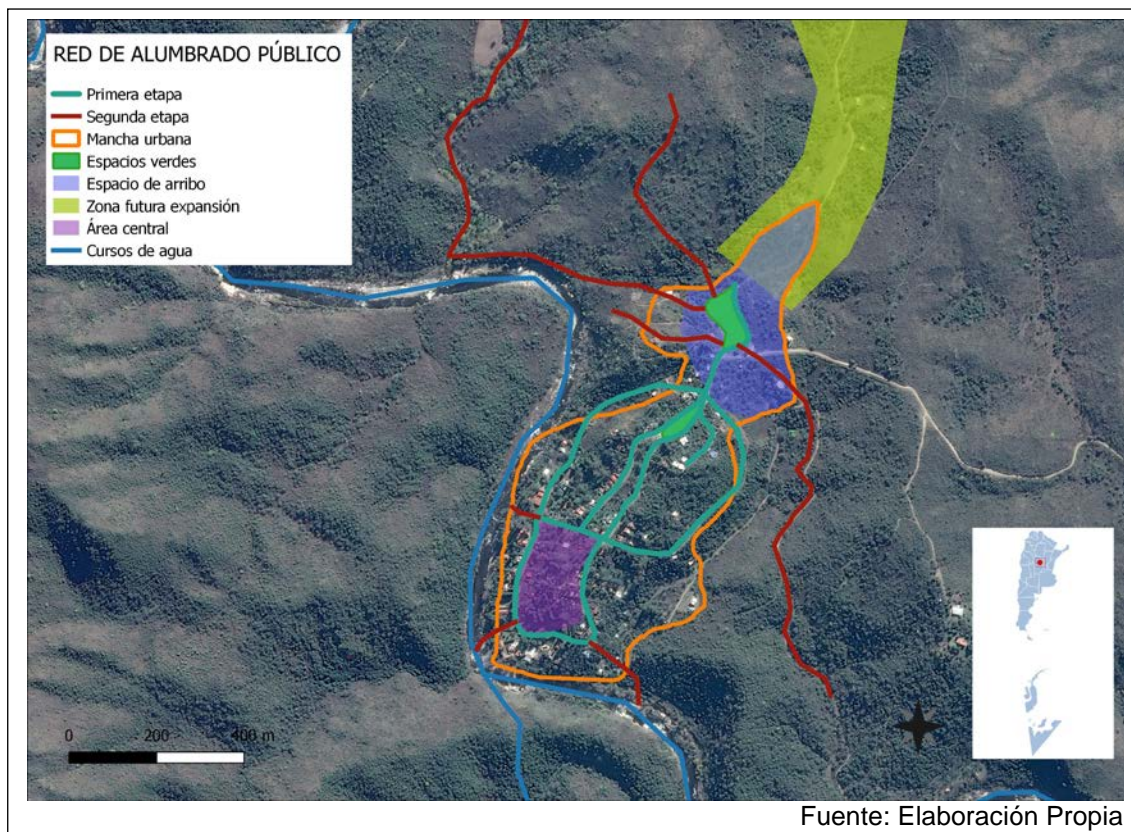 RED DE ALUMBRADO PÚBLICO
Primera etapa
Segunda etapa
Mancha urbana
Espacios verdes
Espacio de arribo
Zona futura expansión
Área central
Cursos de agua
0 200 400 m
Fuente: Elaboración Propia